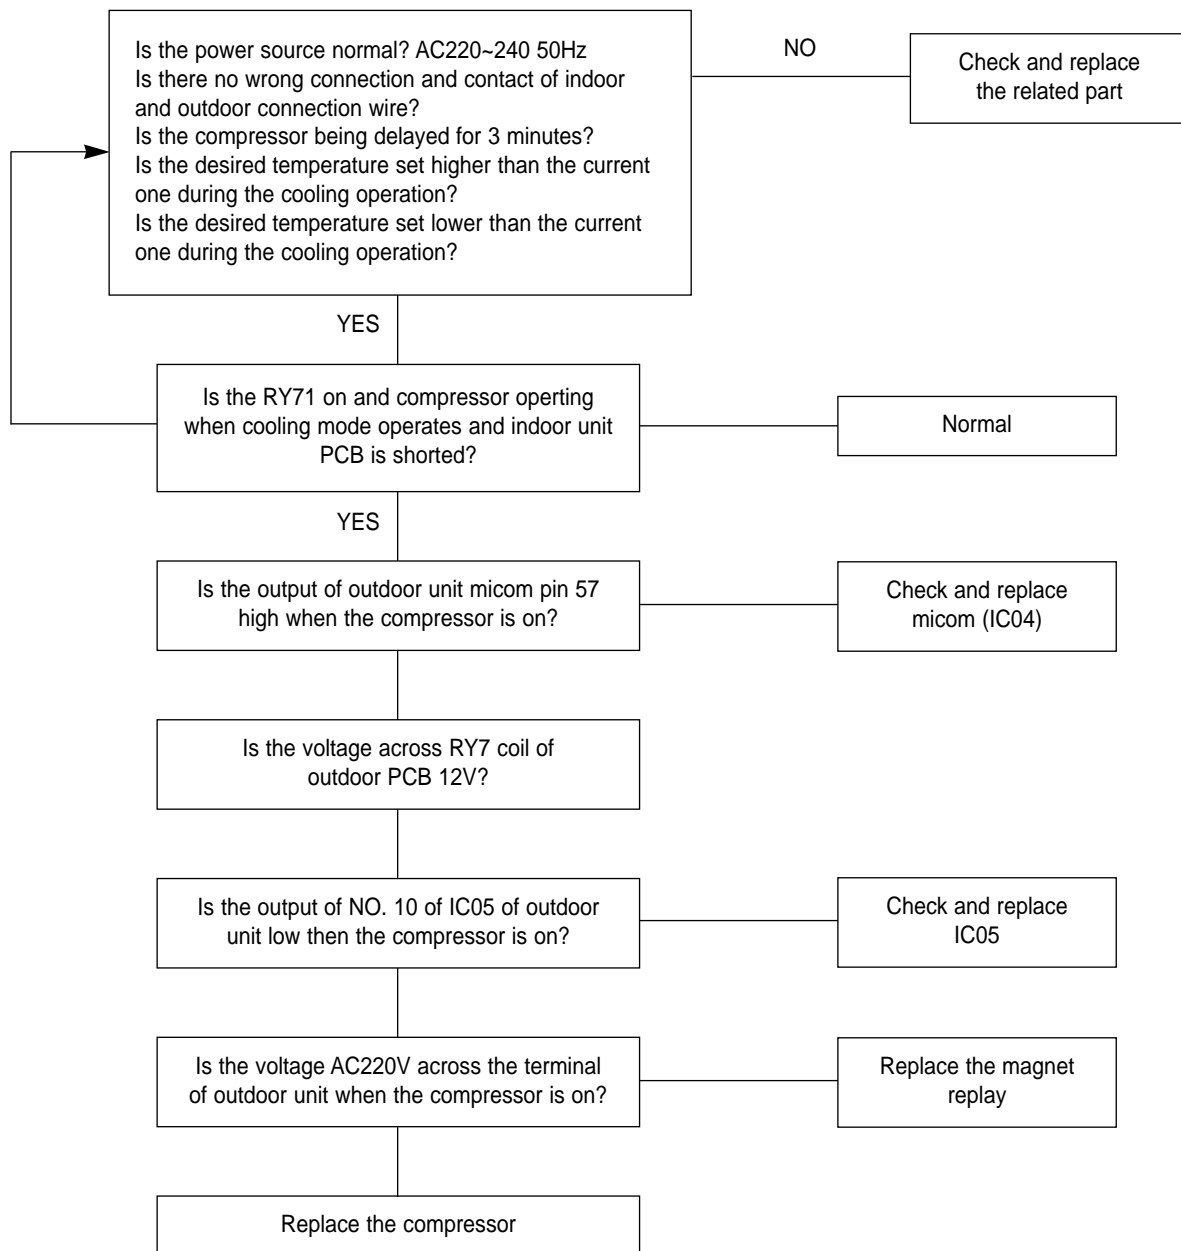 Is the power source normal? AC220~240 50Hz
Is there no wrong connection and contact of indoor
and outdoor connection wire?
Is the compressor being delayed for 3 minutes?
Is the desired temperature set higher than the current
one during the cooling operation?
Is the desired temperature set lower than the current
one during the cooling operation?
NO
Check and replace
the related part
YES
Is the RY71 on and compressor operting
when cooling mode operates and indoor unit
PCB is shorted?
Normal
YES
Is the output of outdoor unit micom pin 57
high when the compressor is on?
Check and replace
micom (IC04)
Is the voltage across RY7 coil of
outdoor PCB 12V?
Is the output of NO. 10 of IC05 of outdoor
unit low then the compressor is on?
Check and replace
IC05
Is the voltage AC220V across the terminal
of outdoor unit when the compressor is on?
Replace the magnet
replay
Replace the compressor